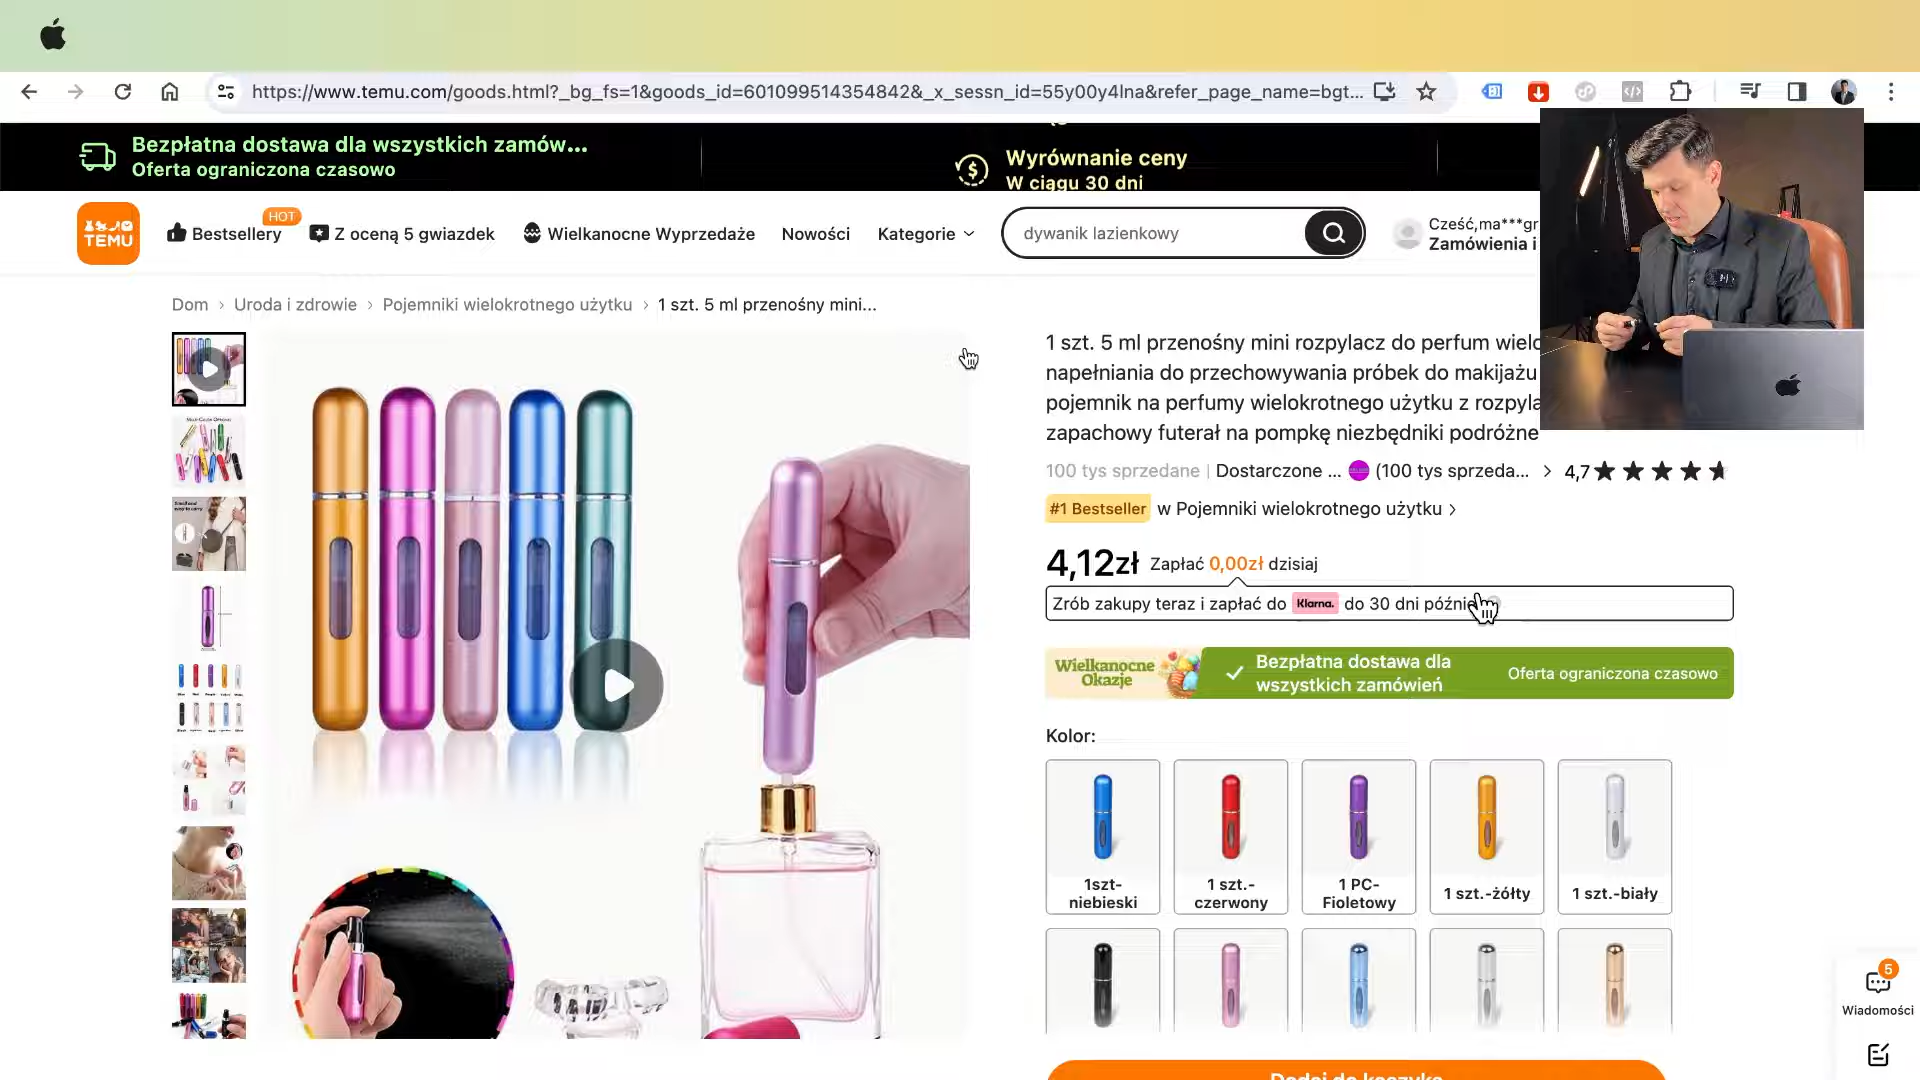 https://www.temu.com/goods.html?_bg_fs=1&goods_id=601099514354842&_x_sessn_id=55y00y4lna&refer_page_name=bgt...
Bezpłatna dostawa dla wszystkich zamów...
Oferta ograniczona czasowo
Wyrównanie ceny
W ciągu 30 dni
TEMU
Bestsellery
HOT
Z oceną 5 gwiazdek
Wielkanocne Wyprzedaże
Nowości
Kategorie
dywanik lazienkowy
Cześć,ma***gr
Zamówienia i
Dom › Uroda i zdrowie › Pojemniki wielokrotnego użytku › 1 szt. 5 ml przenośny mini...
1 szt. 5 ml przenośny mini rozpylacz do perfum
napełniania do przechowywania próbek do makijażu
pojemnik na perfumy wielokrotnego użytku z
zapachowy futerał na pompkę niezbędniki podróżne
100 tys sprzedane | Dostarczone ... (100 tys sprzeda... › 4,7
#1 Bestseller w Pojemniki wielokrotnego użytku ›
4,12zł Zapłać 0,00zł dzisiaj
Zrób zakupy teraz i zapłać do Klarna. do 30 dni
Wielkanocne
Okazje
Bezpłatna dostawa dla
wszystkich zamówień
Oferta ograniczona czasowo
Kolor:
1szt-
niebieski
1 szt.-
czerwony
1 PC-
Fioletowy
1 szt.-żółty
1 szt.-biały
Dodaj do koszyka
5
Wiadomości